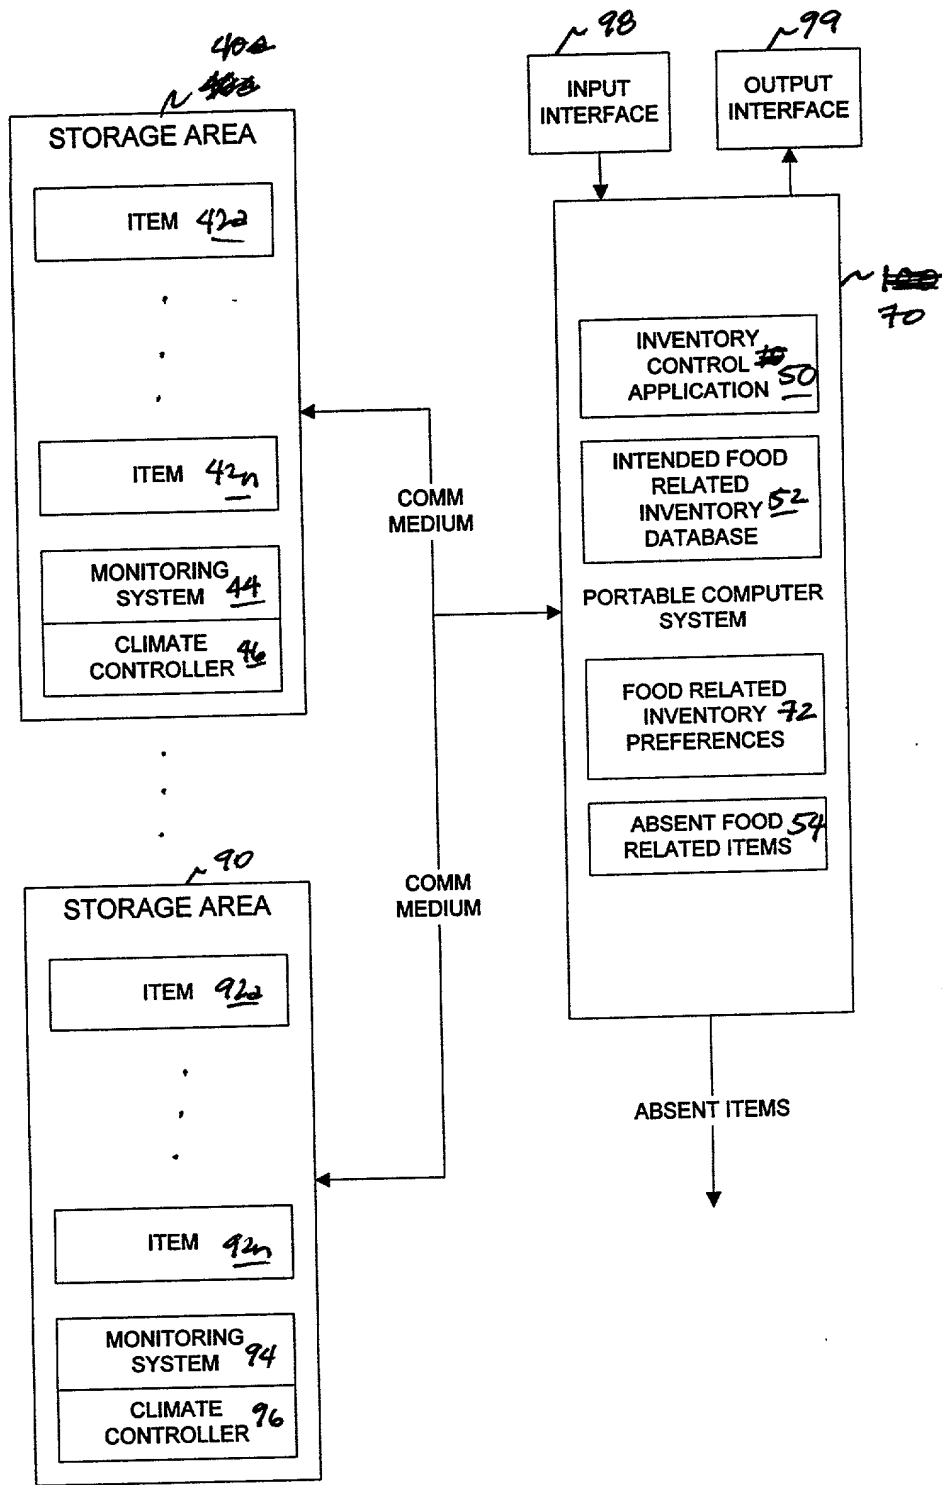 40a
STORAGE AREA
ITEM 42a
ITEM 42n
MONITORING
SYSTEM 44
CLIMATE
CONTROLLER 46
90
STORAGE AREA
ITEM 92a
ITEM 92n
MONITORING
SYSTEM 94
CLIMATE
CONTROLLER 96
COMM
MEDIUM
COMM
MEDIUM
98
INPUT
INTERFACE
99
OUTPUT
INTERFACE
100
70
INVENTORY
CONTROL 10
APPLICATION 50
INTENDED FOOD
RELATED
INVENTORY 52
DATABASE
PORTABLE COMPUTER
SYSTEM
FOOD RELATED
INVENTORY 72
PREFERENCES
ABSENT FOOD 54
RELATED ITEMS
ABSENT ITEMS